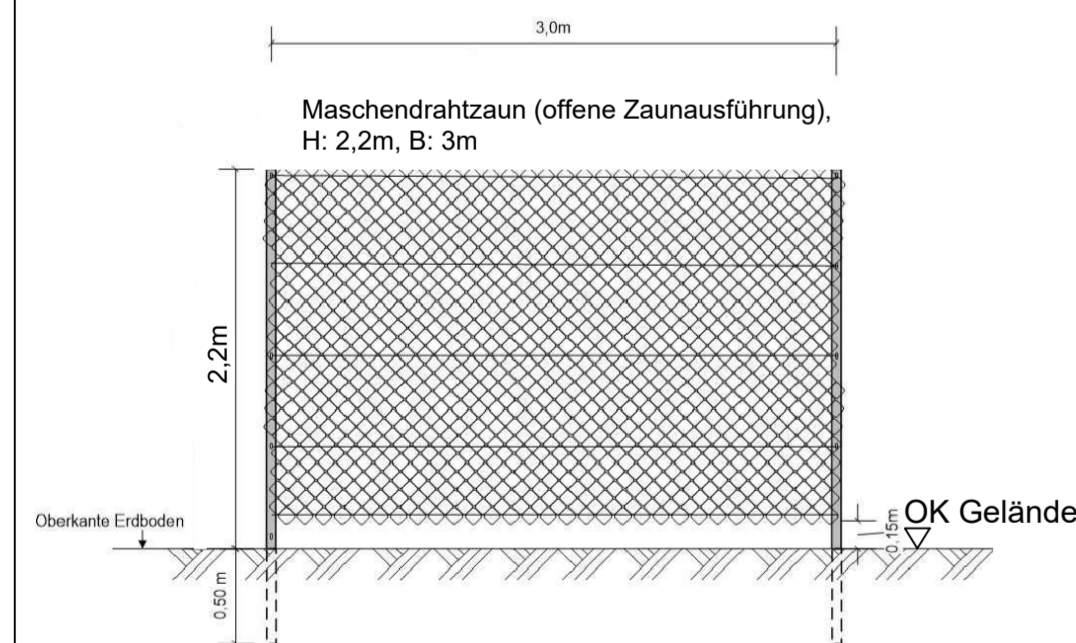 3,0m
Maschendrahtzaun (offene Zaunausführung),
H: 2,2m, B: 3m
2,2m
Oberkante Erdboden
0,15m
OK Gelände
0,50 m